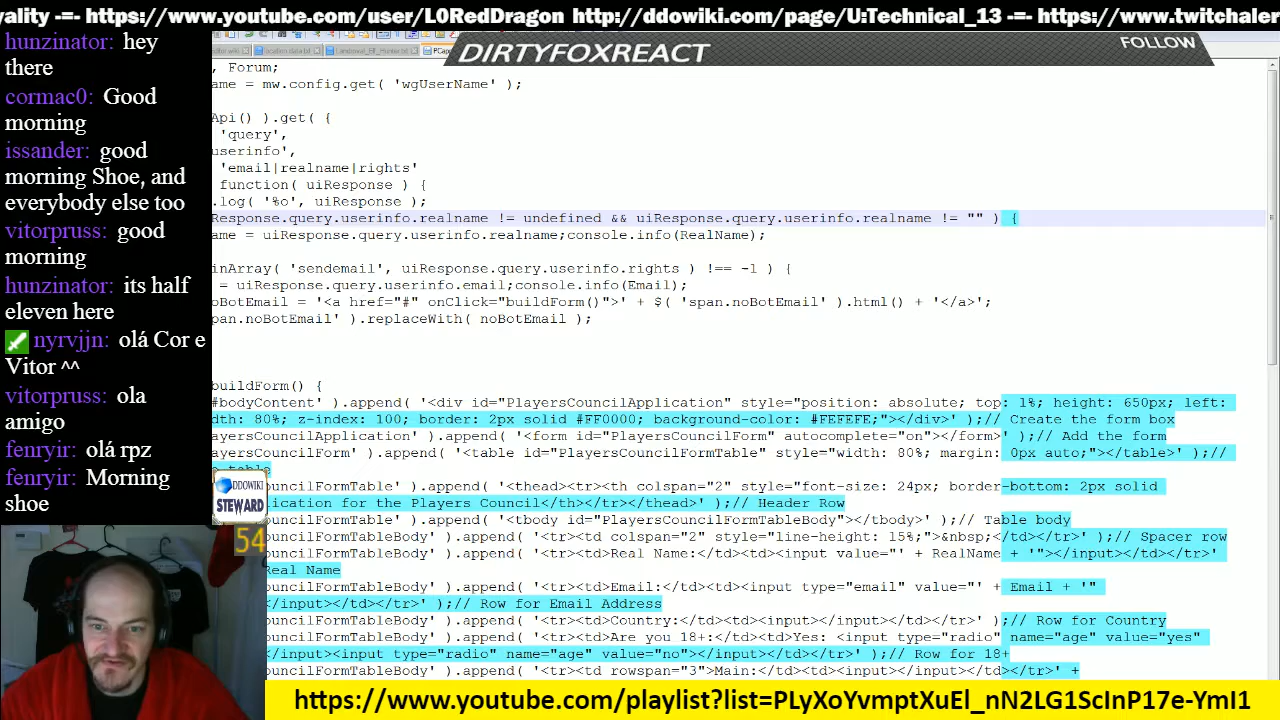 yality -=- https://www.youtube.com/user/L0RedDragon http://ddowiki.com/page/U:Technical_13 -=- https://www.twitchaler
DIRTYFOXREACT
FOLLOW
hunzinator: hey
there
cormac0: Good
morning
issander: good
morning Shoe, and
everybody else too
vitorpruss: good
morning
hunzinator: its half
eleven here
nyrvjjn: olá Cor e
Vitor ^^
vitorpruss: ola
amigo
fenryir: olá rpz
fenryir: Morning
shoe
, Forum;
ame = mw.config.get( 'wgUserName' );
Api() ).get( {
'query',
userinfo',
'email|realname|rights'
function( uiResponse ) {
.log( '%o', uiResponse );
Response.query.userinfo.realname != undefined && uiResponse.query.userinfo.realname != "" ) {
ame = uiResponse.query.userinfo.realname;console.info(RealName);
inArray( 'sendemail', uiResponse.query.userinfo.rights ) !== -1 ) {
= uiResponse.query.userinfo.email;console.info(Email);
oBotEmail = '<a href="#" onClick="buildForm()">' + $( 'span.noBotEmail' ).html() + '</a>';
pan.noBotEmail' ).replaceWith( noBotEmail );
buildForm() {
#bodyContent' ).append( '<div id="PlayersCouncilApplication" style="position: absolute; top: 1%; height: 650px; left:
dth: 80%; z-index: 100; border: 2px solid #FF0000; background-color: #FEFEFE;"></div>' );// Create the form box
ayersCouncilApplication' ).append( '<form id="PlayersCouncilForm" autocomplete="on"></form>' );// Add the form
ayersCouncilForm' ).append( '<table id="PlayersCouncilFormTable" style="width: 80%; margin: 0px auto;"></table>' );//
table
ouncilFormTable' ).append( '<thead><tr><th colspan="2" style="font-size: 24px; border-bottom: 2px solid
ication for the Players Council</th></tr></thead>' );// Header Row
ouncilFormTable' ).append( '<tbody id="PlayersCouncilFormTableBody"></tbody>' );// Table body
ouncilFormTableBody' ).append( '<tr><td colspan="2" style="line-height: 15%;">&nbsp;</td></tr>' );// Spacer row
ouncilFormTableBody' ).append( '<tr><td>Real Name:</td><td><input value="' + RealName + '"></input></td></tr>'
Real Name
ouncilFormTableBody' ).append( '<tr><td>Email:</td><td><input type="email" value="' + Email + '"
</input></td></tr>' );// Row for Email Address
ouncilFormTableBody' ).append( '<tr><td>Country:</td><td><input></input></td></tr>' );// Row for Country
ouncilFormTableBody' ).append( '<tr><td>Are you 18+:</td><td>Yes: <input type="radio" name="age" value="yes"
</input><input type="radio" name="age" value="no"></input></td></tr>' );// Row for 18+
ouncilFormTableBody' ).append( '<tr><td rowspan="3">Main:</td><td><input></input></td></tr>' +
DDOWIKI
STEWARD
54
https://www.youtube.com/playlist?list=PLyXoYvmptXuEl_nN2LG1ScInP17e-YmI1